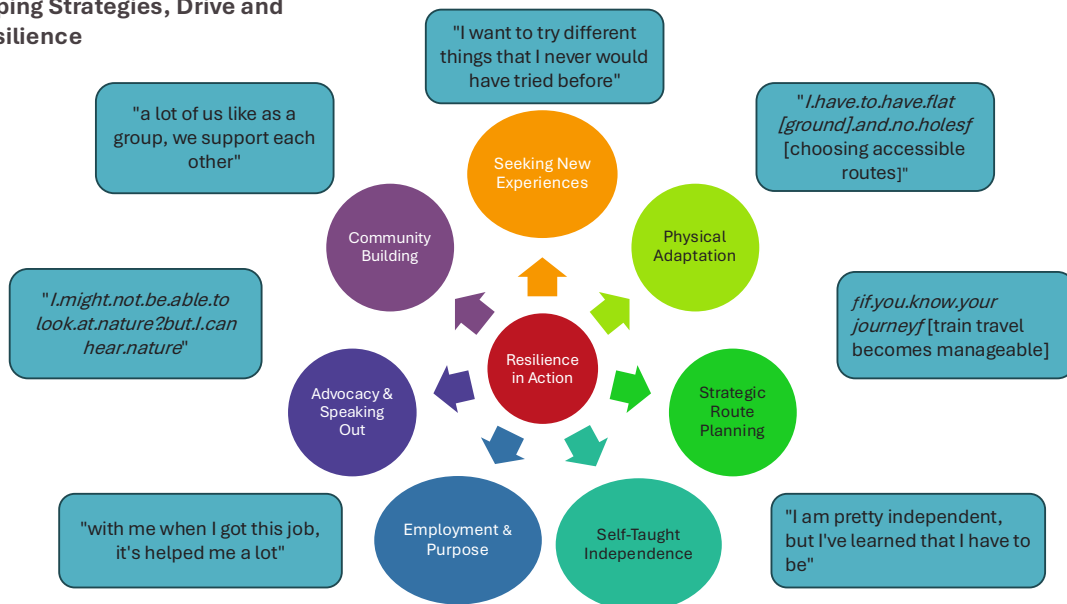 ping Strategies, Drive and
silience
"I want to try different
things that I never would
have tried before"
"a lot of us like as a
group, we support each
other"
"I.have.to.have.flat
[ground].and.no.holesf
[choosing accessible
routes]"
Seeking New
Experiences
Community
Building
Physical
Adaptation
"I.might.not.be.able.to
look.at.nature?but.I.can
hear.nature"
fif.you.know.your
journeyf [train travel
becomes manageable]
Resilience
in Action
Advocacy &
Speaking
Out
Strategic
Route
Planning
"with me when I got this job,
it's helped me a lot"
Employment &
Purpose
Self-Taught
Independence
"I am pretty independent,
but I've learned that I have to
be"